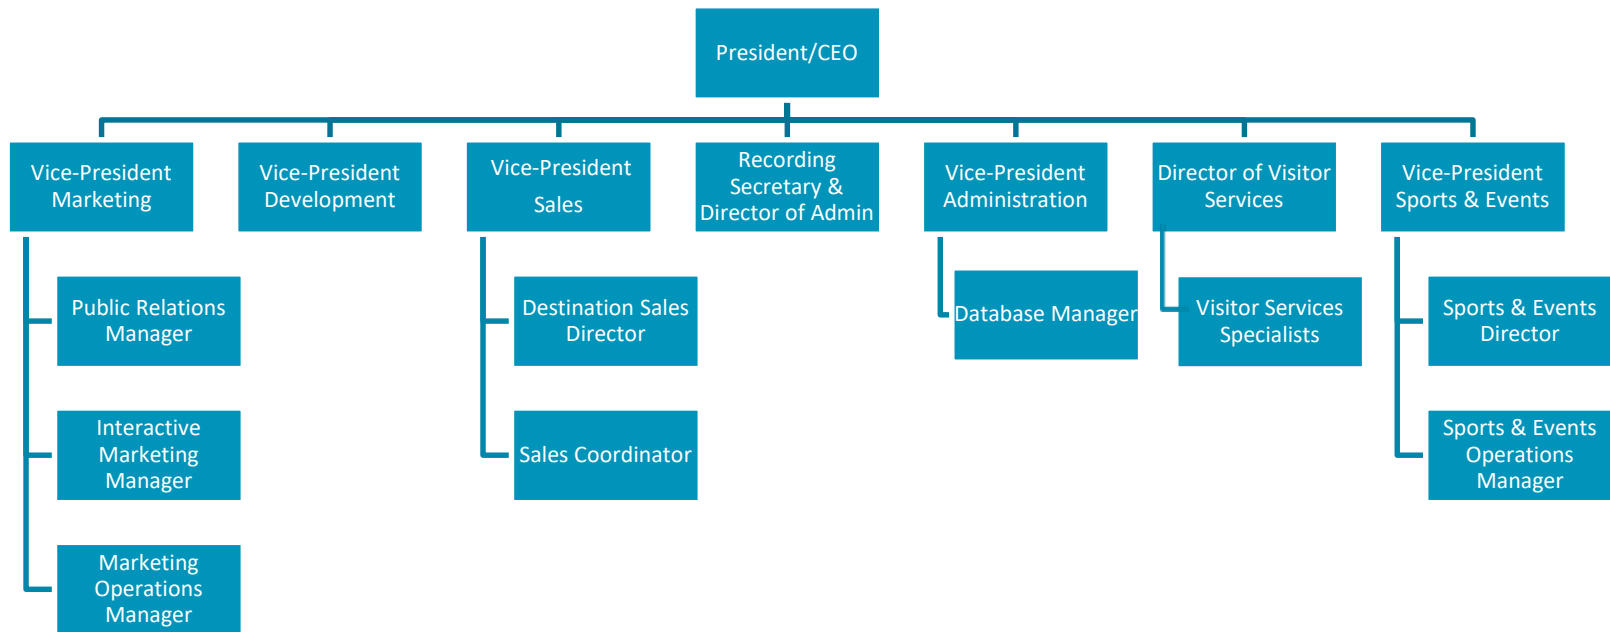 President/CEO
Vice-President
Marketing
Vice-President
Development
Vice-President
Sales
Recording
Secretary &
Director of Admin
Vice-President
Administration
Director of Visitor
Services
Vice-President
Sports & Events
Public Relations
Manager
Destination Sales
Director
Database Manager
Visitor Services
Specialists
Sports & Events
Director
Interactive
Marketing
Manager
Sales Coordinator
Sports & Events
Operations
Manager
Marketing
Operations
Manager